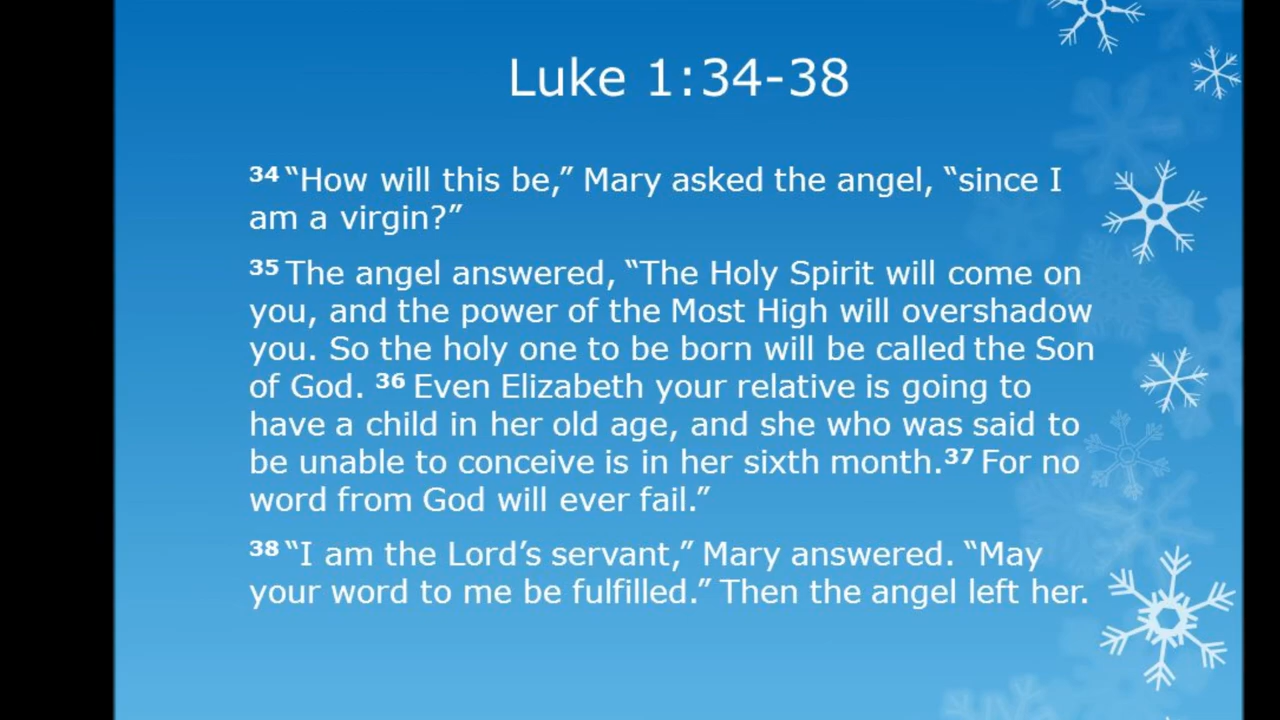 Luke 1:34-38
34 “How will this be,” Mary asked the angel, “since I
am a virgin?”
35 The angel answered, “The Holy Spirit will come on
you, and the power of the Most High will overshadow
you. So the holy one to be born will be called the Son
of God. 36 Even Elizabeth your relative is going to
have a child in her old age, and she who was said to
be unable to conceive is in her sixth month.37 For no
word from God will ever fail.”
38 “I am the Lord’s servant,” Mary answered. “May
your word to me be fulfilled.” Then the angel left her.